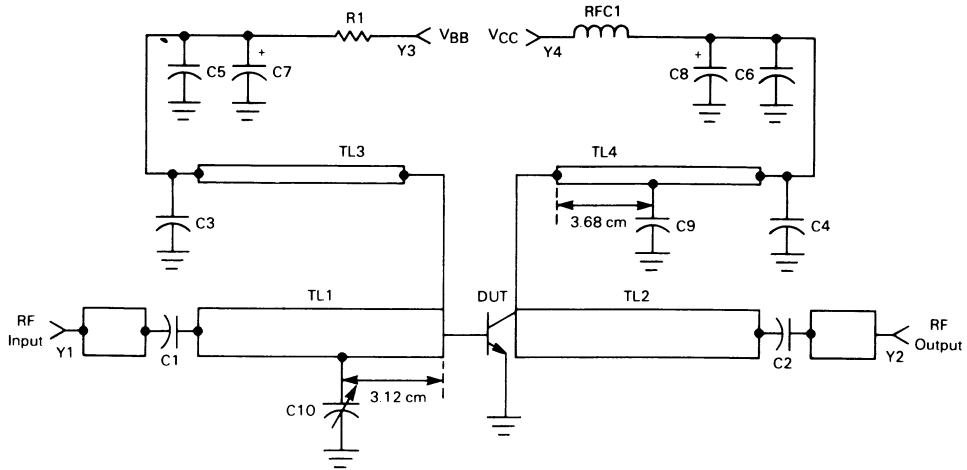 R1
RFC1
Y3
VBB
VCC
Y4
C5
C7
+
+
C8
C6
TL3
TL4
C3
3.68 cm
C9
C4
TL1
DUT
TL2
RF
Input
Y1
C1
C2
Y2
RF
Output
C10
3.12 cm